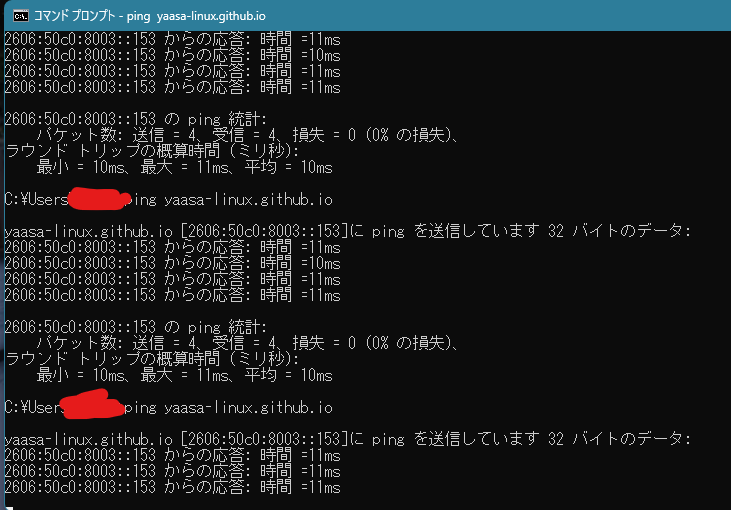 コマンド プロンプト - ping yaasa-linux.github.io
2606:50c0:8003::153 からの応答: 時間 =11ms
2606:50c0:8003::153 からの応答: 時間 =10ms
2606:50c0:8003::153 からの応答: 時間 =11ms
2606:50c0:8003::153 からの応答: 時間 =11ms
2606:50c0:8003::153 の ping 統計:
パケット数: 送信 = 4、受信 = 4、損失 = 0 (0% の損失)、
ラウンド トリップの概算時間 (ミリ秒):
最小 = 10ms、最大 = 11ms、平均 = 10ms
C:\Users ping yaasa-linux.github.io
yaasa-linux.github.io [2606:50c0:8003::153]に ping を送信しています 32 バイトのデータ:
2606:50c0:8003::153 からの応答: 時間 =11ms
2606:50c0:8003::153 からの応答: 時間 =10ms
2606:50c0:8003::153 からの応答: 時間 =11ms
2606:50c0:8003::153 からの応答: 時間 =11ms
2606:50c0:8003::153 の ping 統計:
パケット数: 送信 = 4、受信 = 4、損失 = 0 (0% の損失)、
ラウンド トリップの概算時間 (ミリ秒):
最小 = 10ms、最大 = 11ms、平均 = 10ms
C:\Users ping yaasa-linux.github.io
yaasa-linux.github.io [2606:50c0:8003::153]に ping を送信しています 32 バイトのデータ:
2606:50c0:8003::153 からの応答: 時間 =11ms
2606:50c0:8003::153 からの応答: 時間 =11ms
2606:50c0:8003::153 からの応答: 時間 =11ms